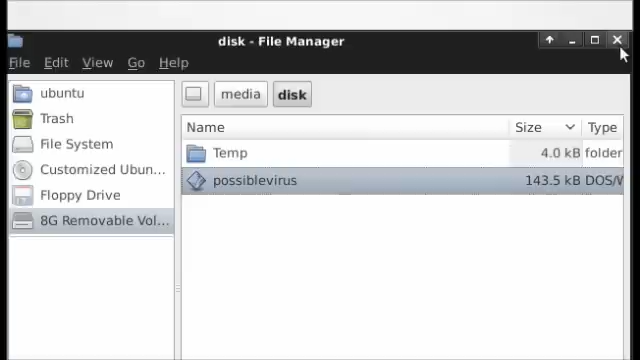 disk - File Manager
File Edit View Go Help
ubuntu
Trash
File System
Customized Ubun...
Floppy Drive
8G Removable Vol...
media disk
Name Size Type
Temp 4.0 kB folder
possiblevirus 143.5 kB DOS/W